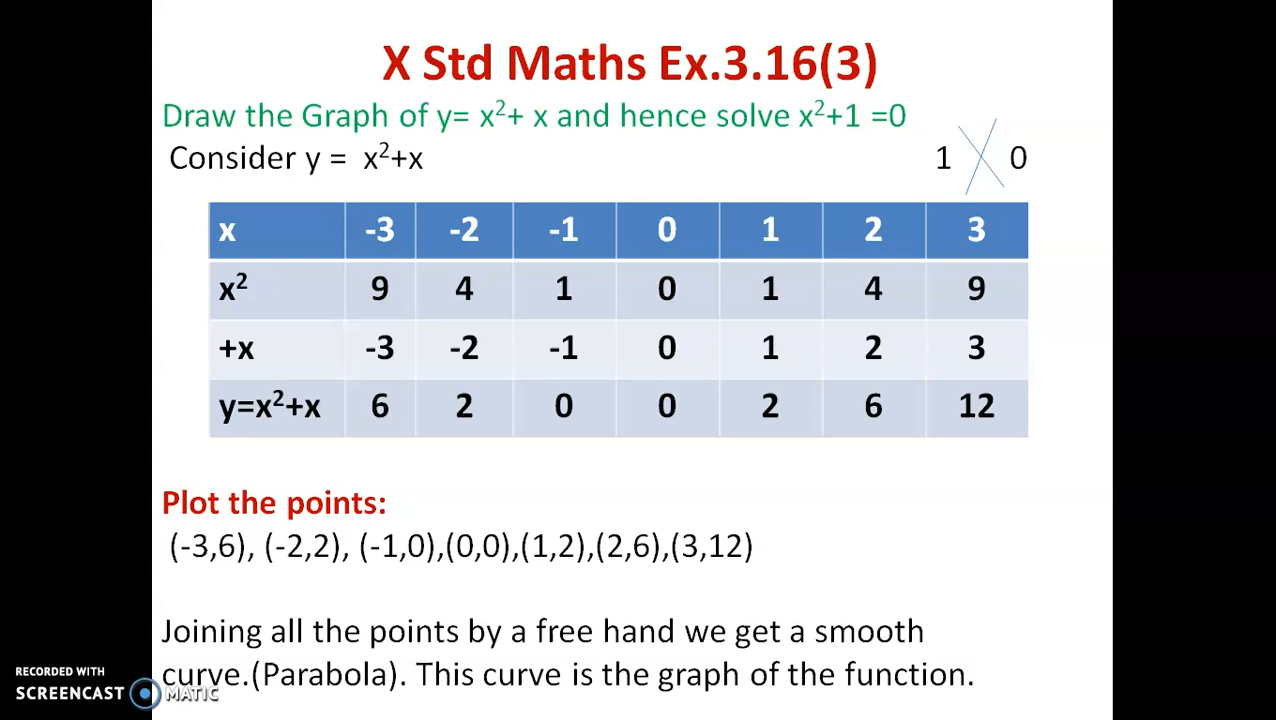 X Std Maths Ex.3.16(3)
Draw the Graph of y= x²+ x and hence solve x²+1 =0
Consider y = x²+x 1 0
x -3 -2 -1 0 1 2 3
x² 9 4 1 0 1 4 9
+x -3 -2 -1 0 1 2 3
y=x²+x 6 2 0 0 2 6 12
Plot the points:
(-3,6), (-2,2), (-1,0),(0,0),(1,2),(2,6),(3,12)
Joining all the points by a free hand we get a smooth
curve.(Parabola). This curve is the graph of the function.
RECORDED WITH
SCREENCAST MATIC